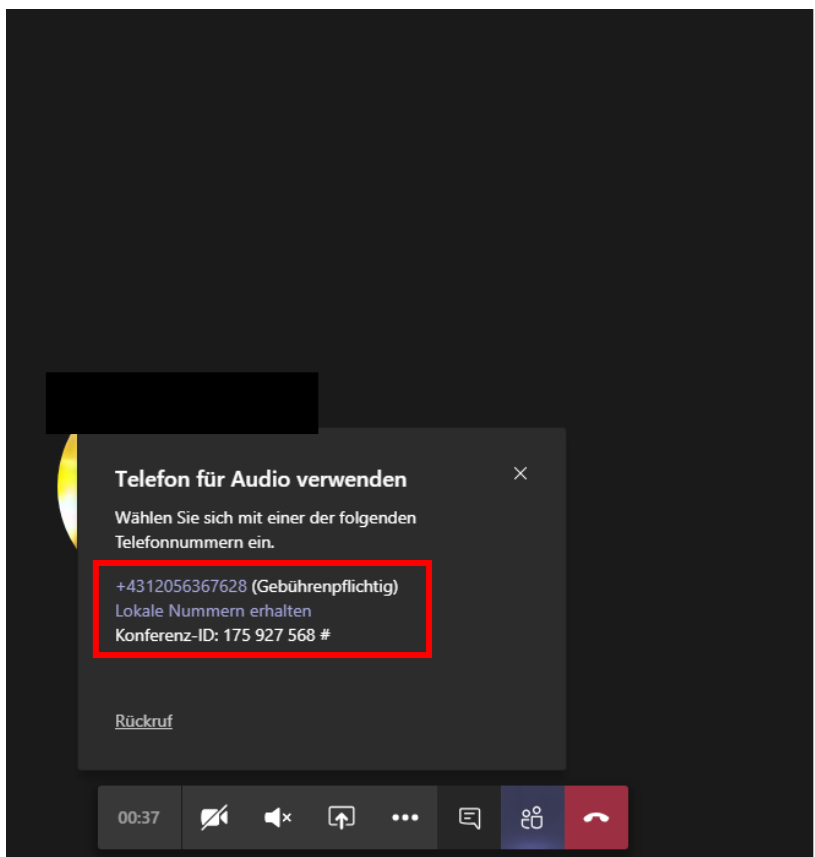 Telefon für Audio verwenden
Wählen Sie sich mit einer der folgenden
Telefonnummern ein.
+4312056367628 (Gebührenpflichtig)
Lokale Nummern erhalten
Konferenz-ID: 175 927 568 #
Rückruf
00:37